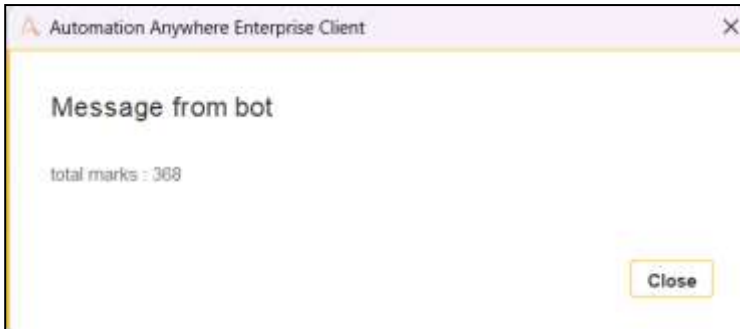 Automation Anywhere Enterprise Client
Message from bot
total marks : 368
Close